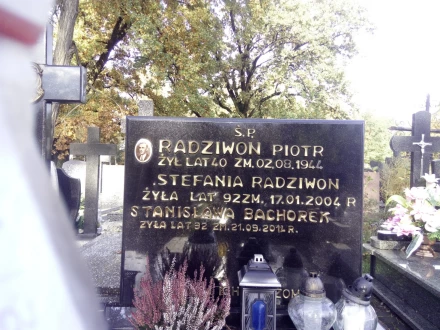 Ś.P.
RADZIWON PIOTR
ŻYŁ LAT 40 ZM. 02.08.1944
STEFANIA RADZIWON
ŻYŁA LAT 92 ZM. 17.01.2004 R
STANISŁAWA BACHOREK
ŻYŁA LAT 92 ZM. 21.09.2014 R.